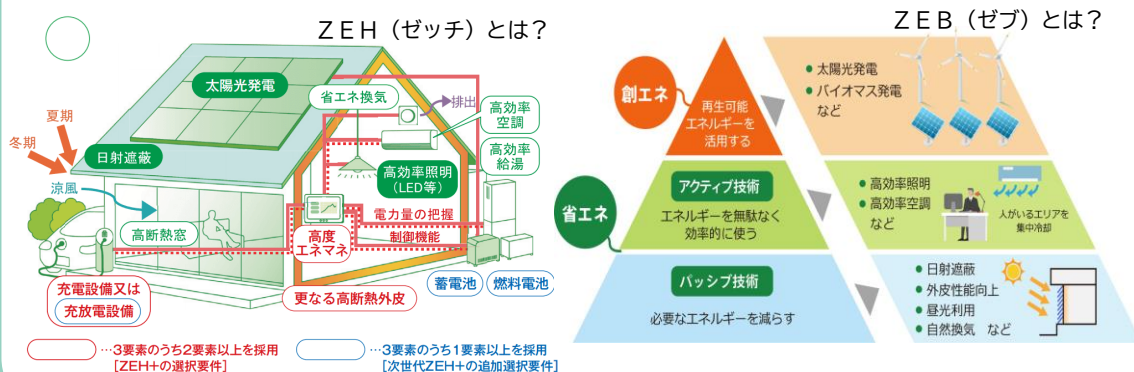 ZEH（ゼッチ）とは？
太陽光発電
省エネ換気
排出
高効率
空調
夏期
冬期
日射遮蔽
高効率
給湯
高効率照明
(LED等)
涼風
電力量の把握
高断熱窓
高度
エネマネ
制御機能
充電設備又は
充放電設備
更なる高断熱外皮
蓄電池
燃料電池
…3要素のうち2要素以上を採用
[ZEH+の選択要件]
…3要素のうち1要素以上を採用
[次世代ZEH+の追加選択要件]
ZEB（ゼブ）とは？
創エネ
再生可能
エネルギーを
活用する
● 太陽光発電
● バイオマス発電
など
省エネ
アクティブ技術
エネルギーを無駄なく
効率的に使う
● 高効率照明
● 高効率空調
など
人がいるエリアを
集中冷却
パッシブ技術
必要なエネルギーを減らす
● 日射遮蔽
● 外皮性能向上
● 昼光利用
● 自然換気 など